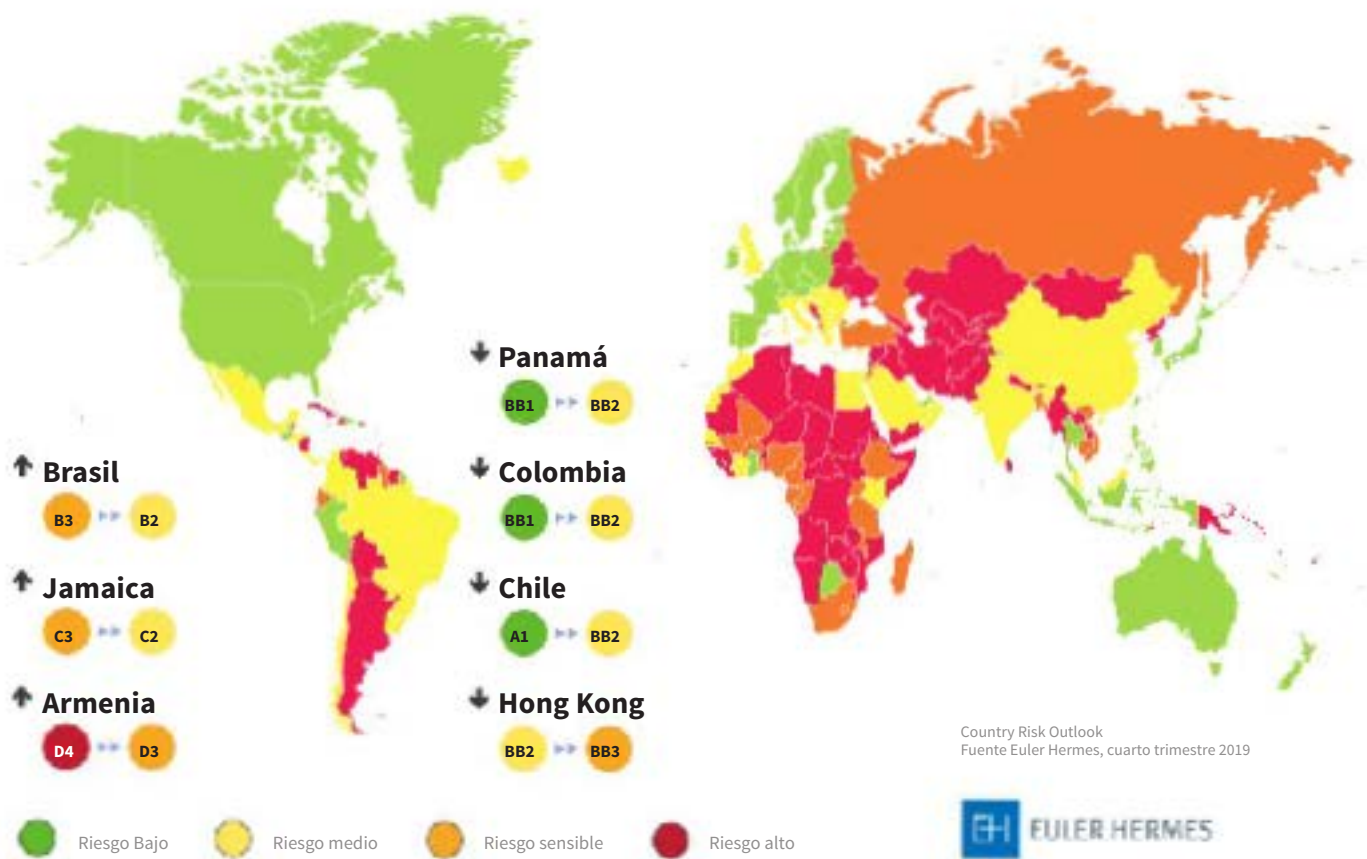 Panamá
BB1 BB2
Brasil
B3 B2
Colombia
BB1 BB2
Jamaica
C3 C2
Chile
A1 BB2
Armenia
D4 D3
Hong Kong
BB2 BB3
Country Risk Outlook
Fuente Euler Hermes, cuarto trimestre 2019
Riesgo Bajo
Riesgo medio
Riesgo sensible
Riesgo alto
EH EULER HERMES